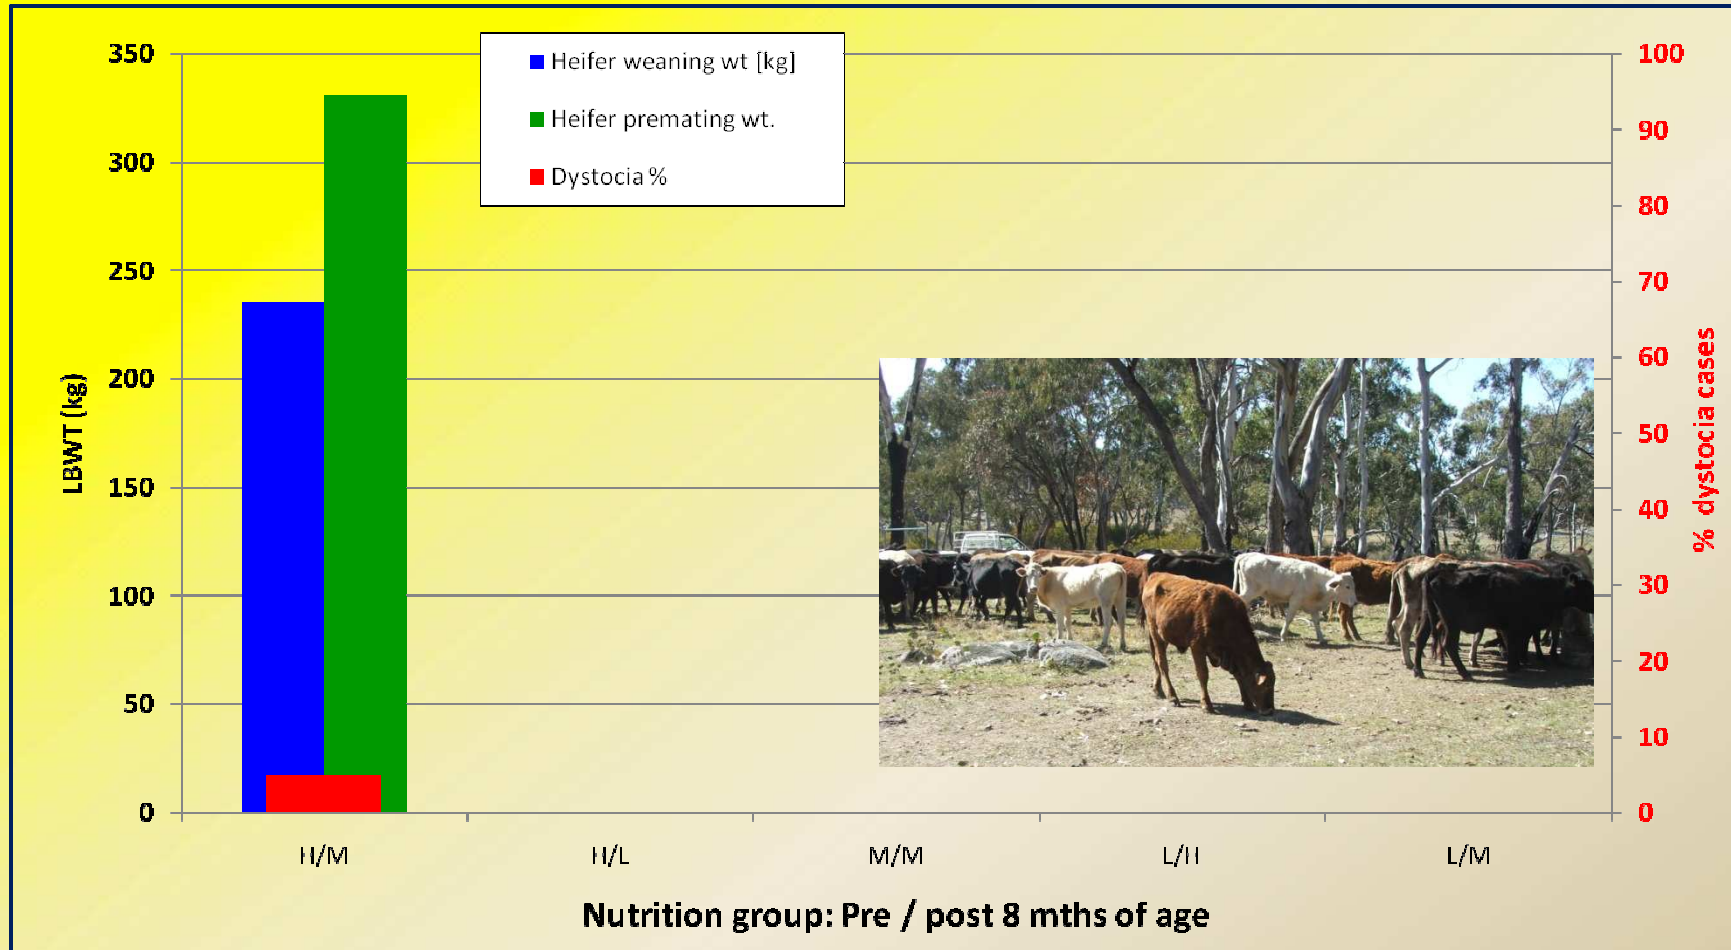 350
300
250
200
150
100
50
0
LBWT (kg)
Heifer weaning wt [kg]
Heifer premating wt.
Dystocia %
100
90
80
70
60
50
40
30
20
10
0
% dystocia cases
H/M H/L M/M L/H L/M
Nutrition group: Pre / post 8 mths of age